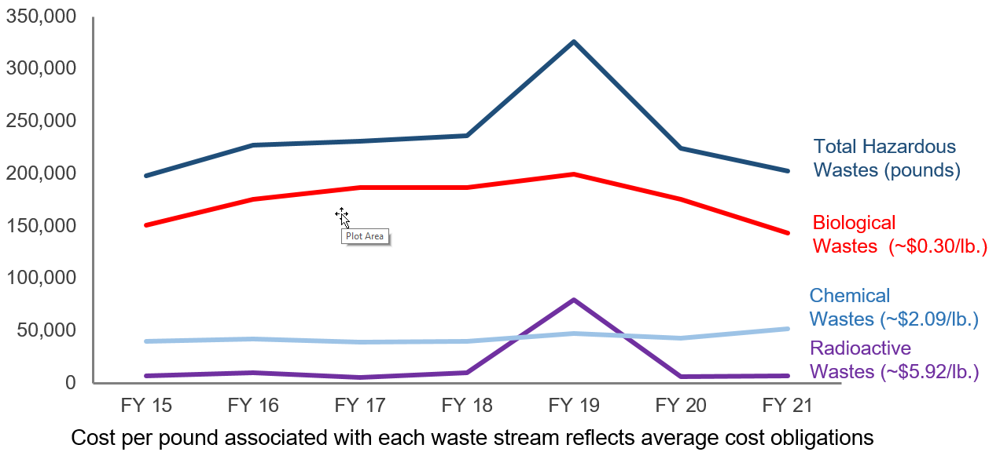 350,000
300,000
250,000
200,000
150,000
100,000
50,000
0
Total Hazardous
Wastes (pounds)
Biological
Wastes  (~$0.30/lb.)
Chemical
Wastes (~$2.09/lb.)
Radioactive
Wastes (~$5.92/lb.)
Plot Area
FY 15 FY 16 FY 17 FY 18 FY 19 FY 20 FY 21
Cost per pound associated with each waste stream reflects average cost obligations